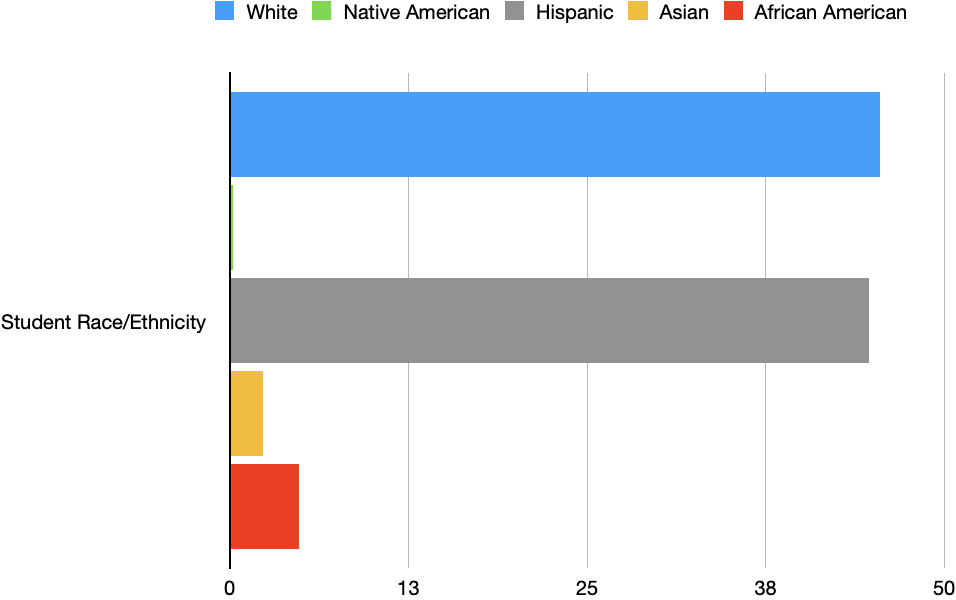 White Native American Hispanic Asian African American
Student Race/Ethnicity
0 13 25 38 50